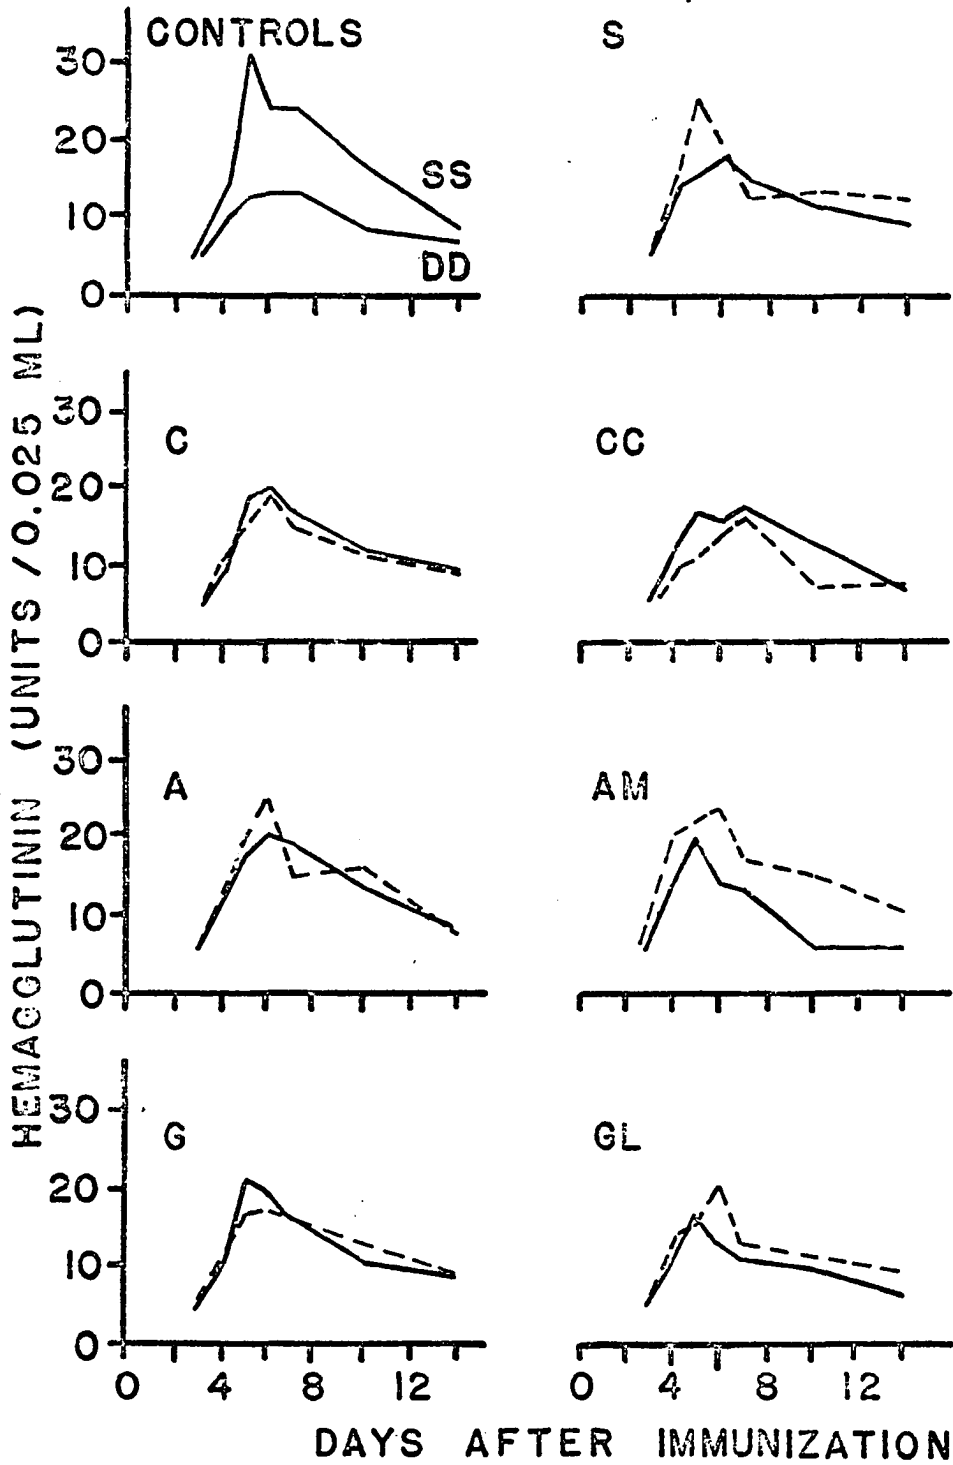 CONTROLS
30
20
10
0
SS
DD
S
C
30
20
10
0
CC
A
30
20
10
0
AM
G
30
20
10
0
0 4 8 12
GL
0 4 8 12
HEMAGGLUTININ (UNITS /0.025 ML)
DAYS AFTER IMMUNIZATION